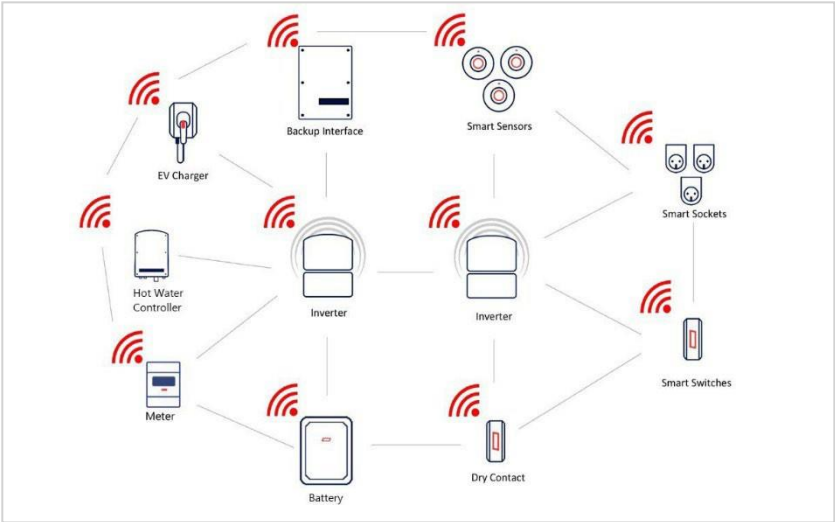 Backup Interface
Smart Sensors
EV Charger
Smart Sockets
Hot Water
Controller
Inverter
Inverter
Smart Switches
Meter
Battery
Dry Contact